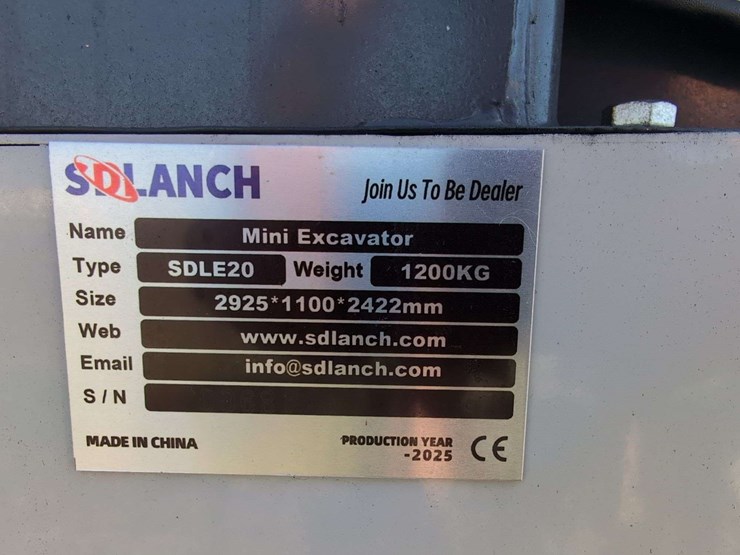 SDLANCH
Join Us To Be Dealer
Name Mini Excavator
Type SDLE20 Weight 1200KG
Size 2925*1100*2422mm
Web www.sdlanch.com
Email info@sdlanch.com
S / N
MADE IN CHINA
PRODUCTION YEAR
-2025 CE